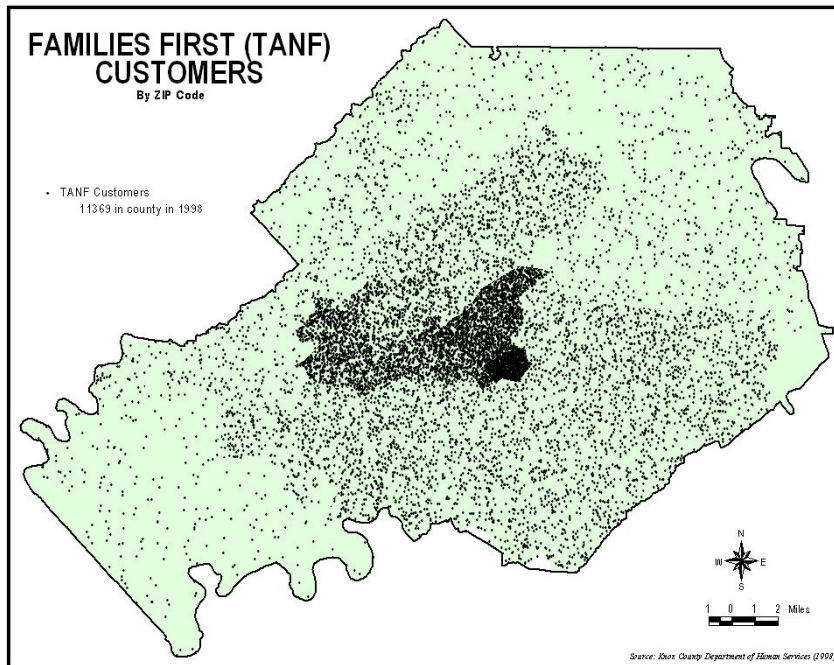 FAMILIES FIRST (TANF)
CUSTOMERS
By ZIP Code
• TANF Customers
11369 in county in 1998
N
W E
S
1 0 1 2 Miles
Source: Knox County Department of Human Services (1998)